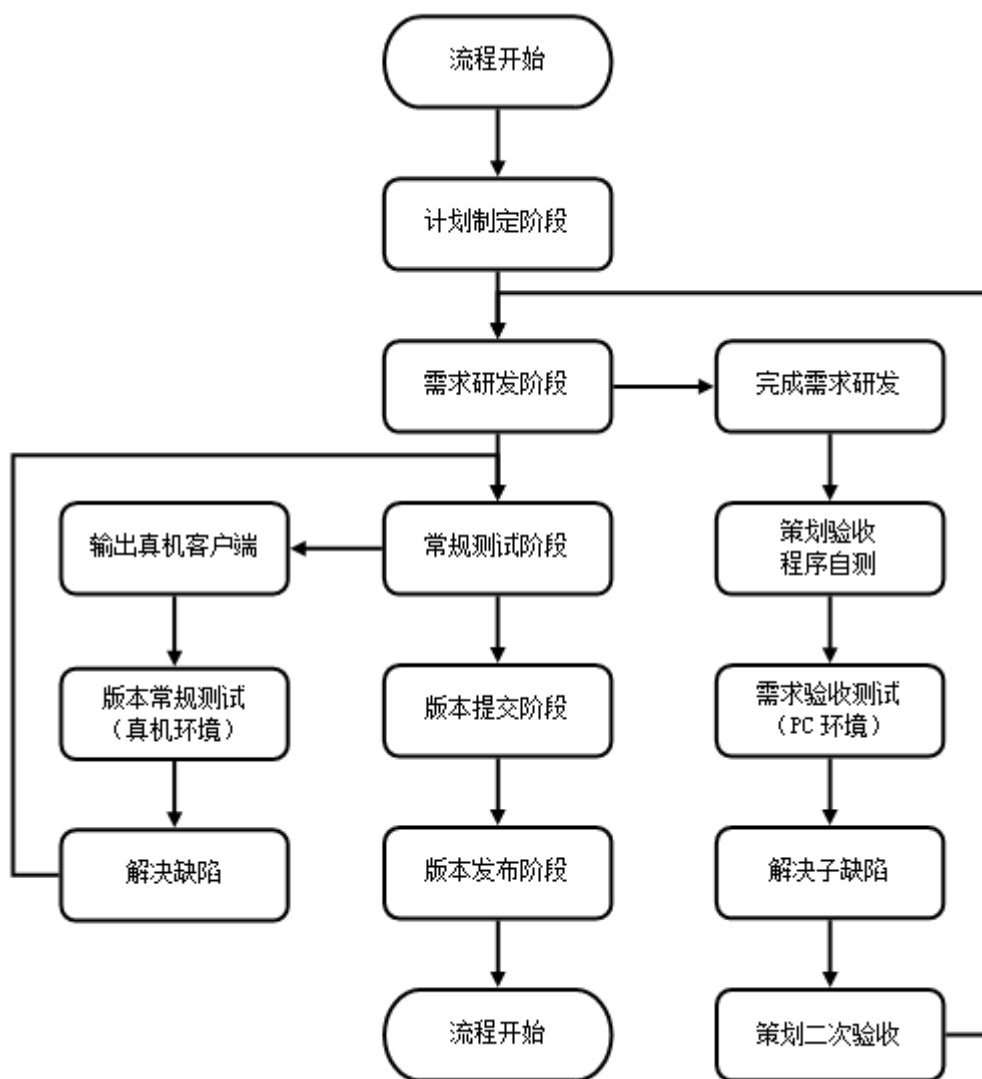 流程开始
计划制定阶段
需求研发阶段
完成需求研发
输出真机客户端
常规测试阶段
策划验收
程序自测
版本常规测试
（真机环境）
版本提交阶段
需求验收测试
（PC 环境）
解决缺陷
版本发布阶段
解决子缺陷
流程开始
策划二次验收